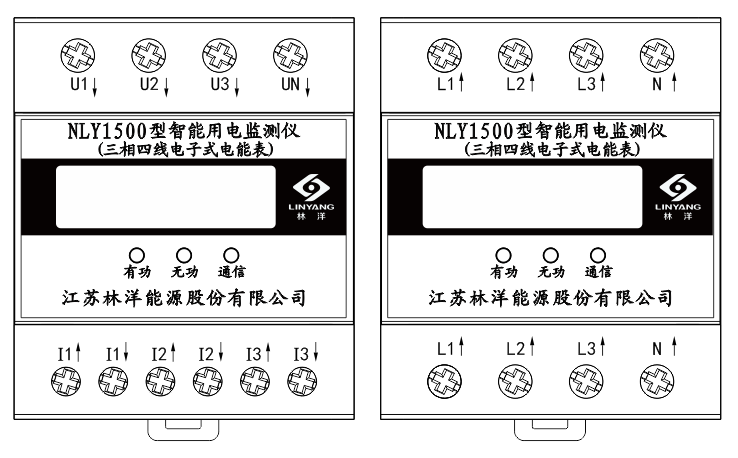 U1↓ U2↓ U3↓ UN↓
NLY1500型智能用电监测仪
(三相四线电子式电能表)
LINYANG
林 洋
有功 无功 通信
江苏林洋能源股份有限公司
I1↑ I1↓ I2↑ I2↓ I3↑ I3↓
L1↑ L2↑ L3↑ N↑
NLY1500型智能用电监测仪
(三相四线电子式电能表)
LINYANG
林 洋
有功 无功 通信
江苏林洋能源股份有限公司
L1↑ L2↑ L3↑ N↑